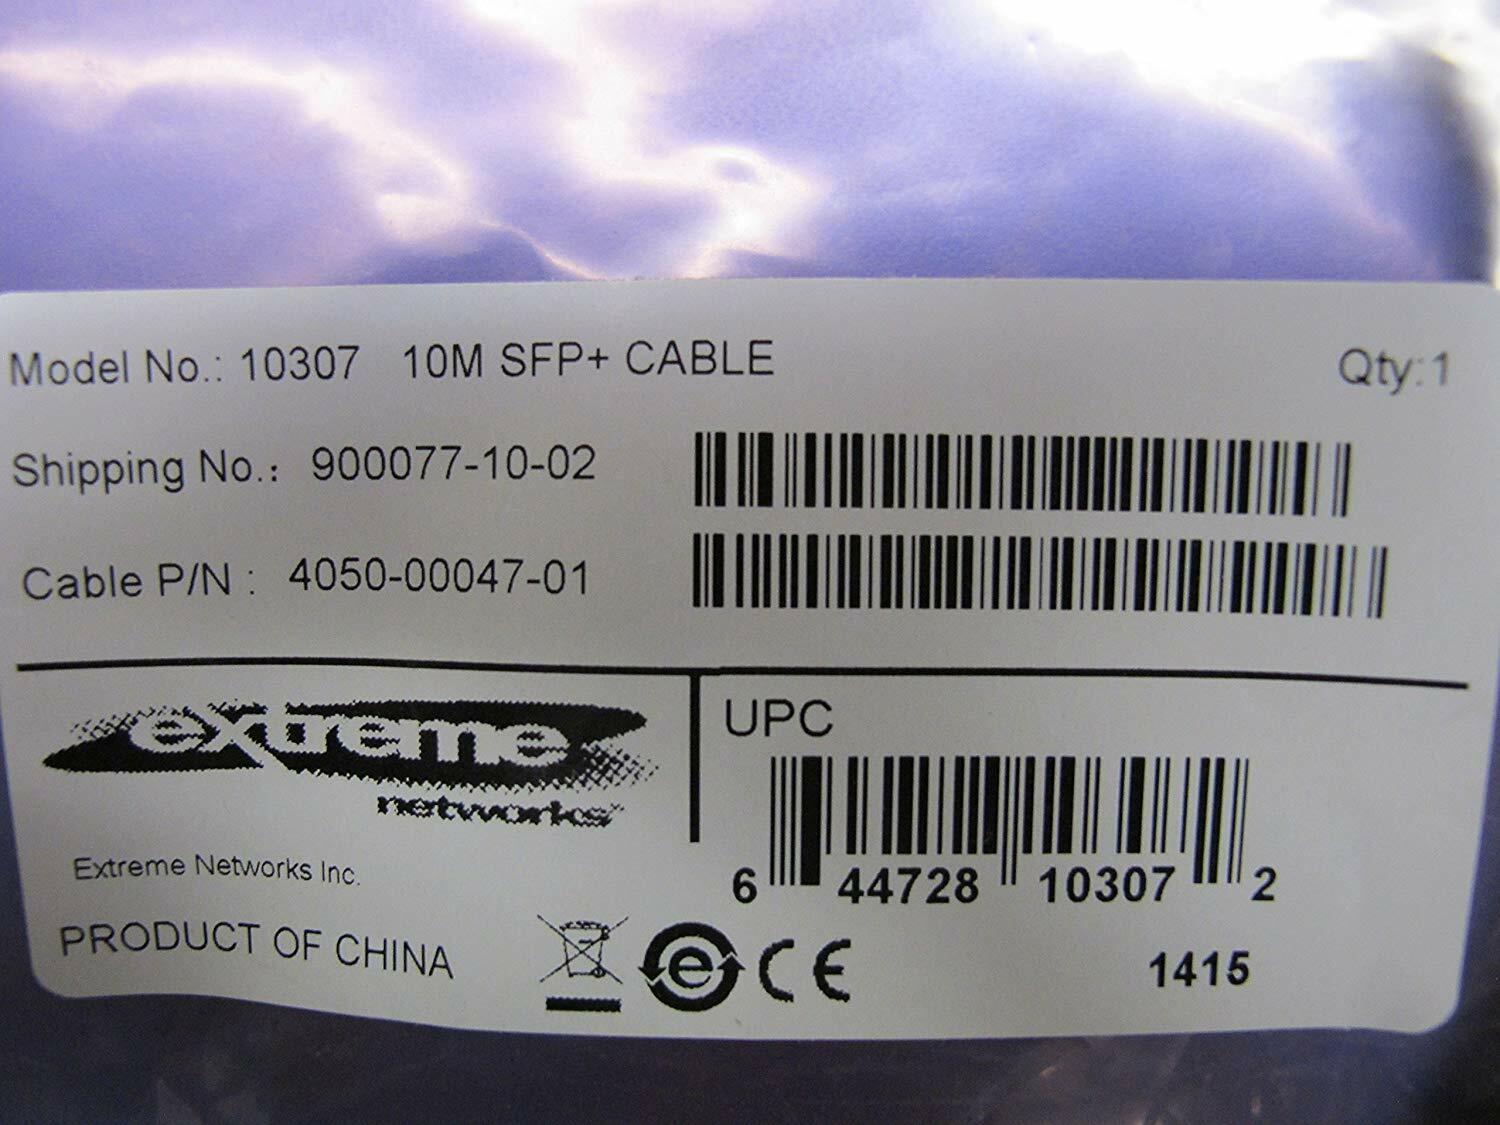 Model No.: 10307 10M SFP+ CABLE Qty:1
Shipping No.: 900077-10-02
Cable P/N : 4050-00047-01
extreme
networks
Extreme Networks Inc.
PRODUCT OF CHINA
UPC
6 44728 10307 2
e CE
1415